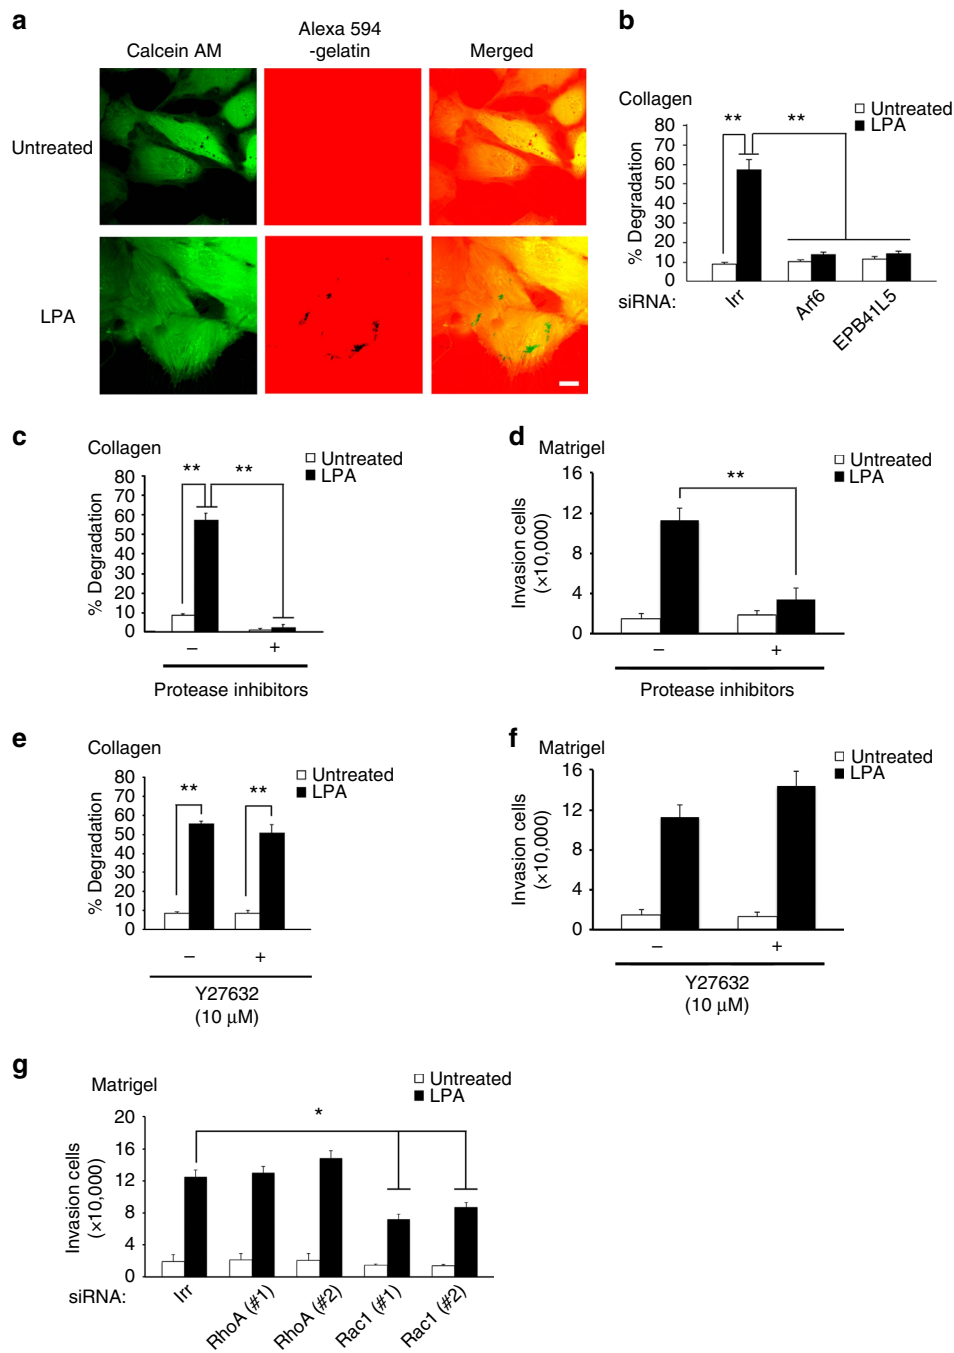 a
Calcein AM
Alexa 594
-gelatin
Merged
Untreated
LPA
b
Collagen
Untreated
LPA
** **
% Degradation
80
70
60
50
40
30
20
10
0
siRNA:
Irr
Arf6
EPB41L5
c
Collagen
Untreated
LPA
** **
% Degradation
80
70
60
50
40
30
20
10
0
– +
Protease inhibitors
d
Matrigel
Untreated
LPA
**
Invasion cells
(×10,000)
16
12
8
4
0
– +
Protease inhibitors
e
Collagen
Untreated
LPA
** **
% Degradation
80
70
60
50
40
30
20
10
0
– +
Y27632
(10 μM)
f
Matrigel
Untreated
LPA
Invasion cells
(×10,000)
16
12
8
4
0
– +
Y27632
(10 μM)
g
Matrigel
Untreated
LPA
*
Invasion cells
(×10,000)
20
16
12
8
4
0
siRNA:
Irr
RhoA (#1)
RhoA (#2)
Rac1 (#1)
Rac1 (#2)